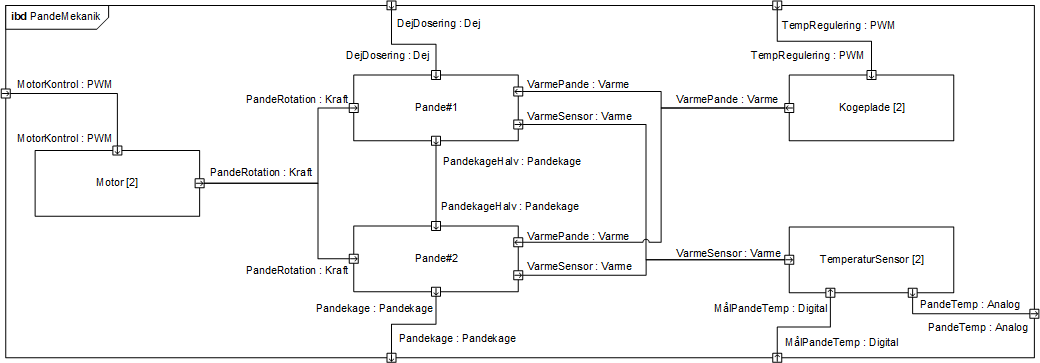 ibd PandeMekanik
DejDosering : Dej
TempRegulering : PWM
DejDosering : Dej
TempRegulering : PWM
MotorKontrol : PWM
PandeRotation : Kraft
Pande#1
VarmePande : Varme
VarmePande : Varme
Kogeplade [2]
VarmeSensor : Varme
MotorKontrol : PWM
PandekageHalv : Pandekage
Motor [2]
PandeRotation : Kraft
PandekageHalv : Pandekage
VarmePande : Varme
Pande#2
VarmeSensor : Varme
TemperaturSensor [2]
PandeRotation : Kraft
VarmeSensor : Varme
Pandekage : Pandekage
MålPandeTemp : Digital
PandeTemp : Analog
Pandekage : Pandekage
MålPandeTemp : Digital
PandeTemp : Analog